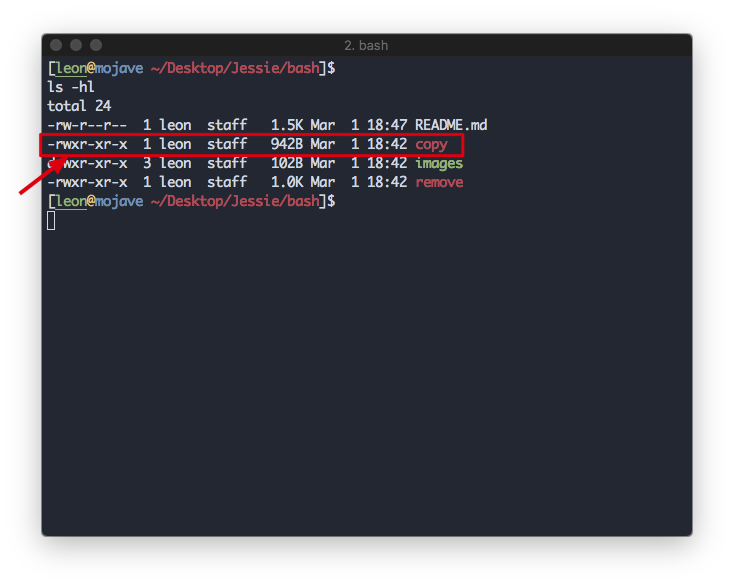 2. bash
[leon@mojave ~/Desktop/Jessie/bash]$
ls -hl
total 24
-rw-r--r--  1 leon  staff   1.5K Mar  1 18:47 README.md
-rwxr-xr-x  1 leon  staff   942B Mar  1 18:42 copy
drwxr-xr-x  3 leon  staff   102B Mar  1 18:42 images
-rwxr-xr-x  1 leon  staff   1.0K Mar  1 18:42 remove
[leon@mojave ~/Desktop/Jessie/bash]$